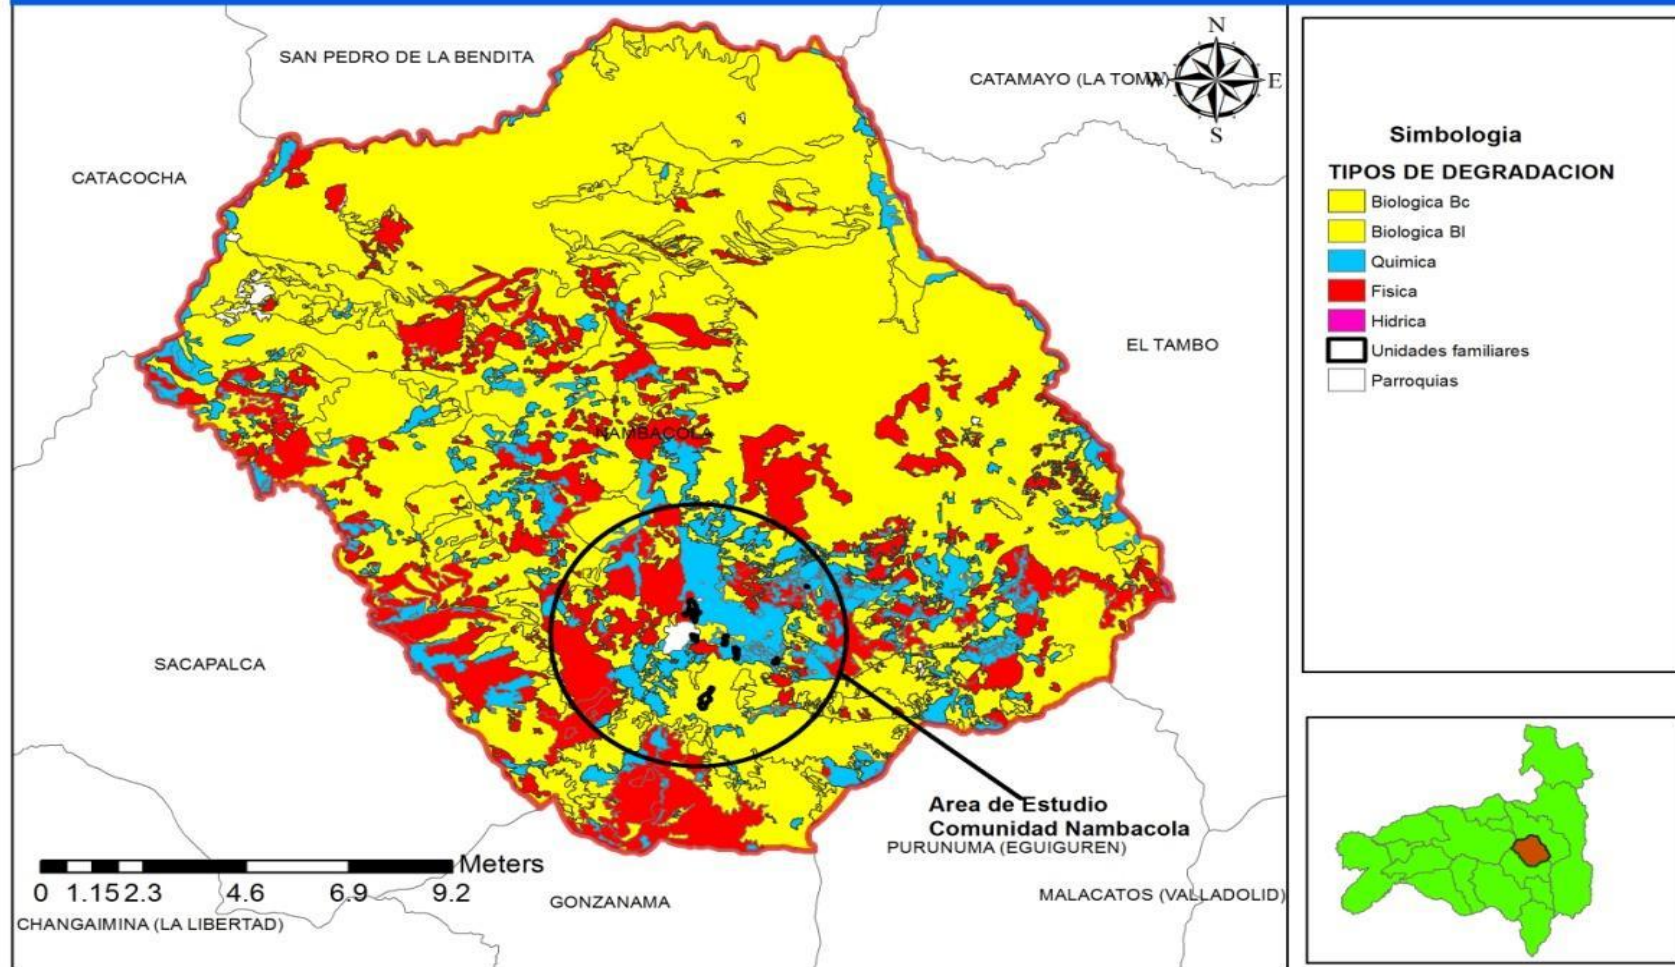 N
W
E
S
SAN PEDRO DE LA BENDITA
CATAMAYO (LA TOMA)
CATACOCHA
EL TAMBO
NAMBACOLA
SACAPALCA
Area de Estudio
Comunidad Nambacola
PURUNUMA (EGUIGUREN)
MALACATOS (VALLADOLID)
GONZANAMA
Meters
0 1.15 2.3 4.6 6.9 9.2
CHANGAIMINA (LA LIBERTAD)
Simbologia
TIPOS DE DEGRADACION
Biologica Bc
Biologica Bl
Quimica
Fisica
Hidrica
Unidades familiares
Parroquias